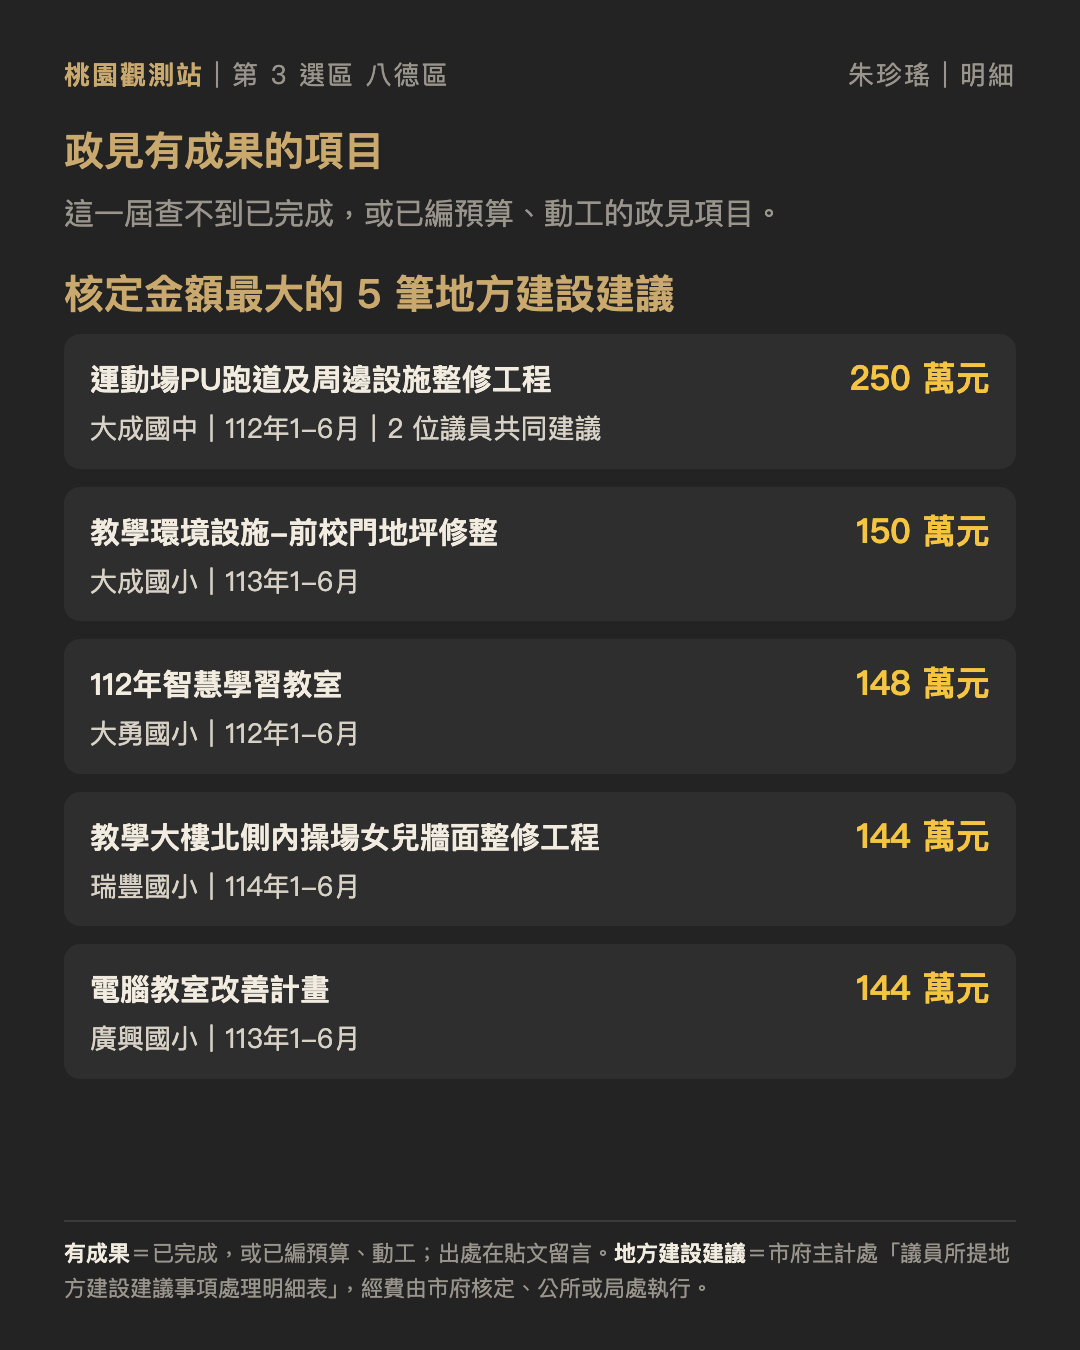 桃園觀測站｜第 3 選區 八德區
朱珍瑤｜明細
政見有成果的項目
這一屆查不到已完成，或已編預算、動工的政見項目。
核定金額最大的 5 筆地方建設建議
運動場PU跑道及周邊設施整修工程
250 萬元
大成國中｜112年1–6月｜2 位議員共同建議
教學環境設施–前校門地坪修整
150 萬元
大成國小｜113年1–6月
112年智慧學習教室
148 萬元
大勇國小｜112年1–6月
教學大樓北側內操場女兒牆面整修工程
144 萬元
瑞豐國小｜114年1–6月
電腦教室改善計畫
144 萬元
廣興國小｜113年1–6月
有成果＝已完成，或已編預算、動工；出處在貼文留言。地方建設建議＝市府主計處「議員所提地
方建設建議事項處理明細表」，經費由市府核定、公所或局處執行。